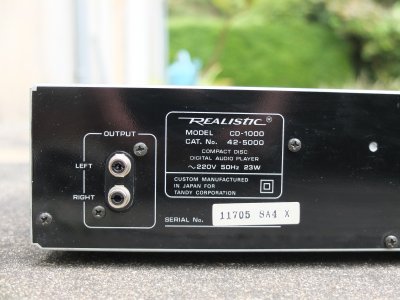 REALISTIC®
MODEL CD-1000
CAT. No. 42-5000
COMPACT DISC
DIGITAL AUDIO PLAYER
~220V 50Hz 23W
CUSTOM MANUFACTURED
IN JAPAN FOR
TANDY CORPORATION
OUTPUT
LEFT
RIGHT
SERIAL No. 11705 8A4 X